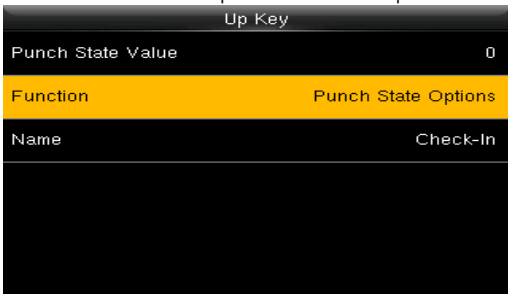 Up Key
Punch State Value 0
Function Punch State Options
Name Check-In